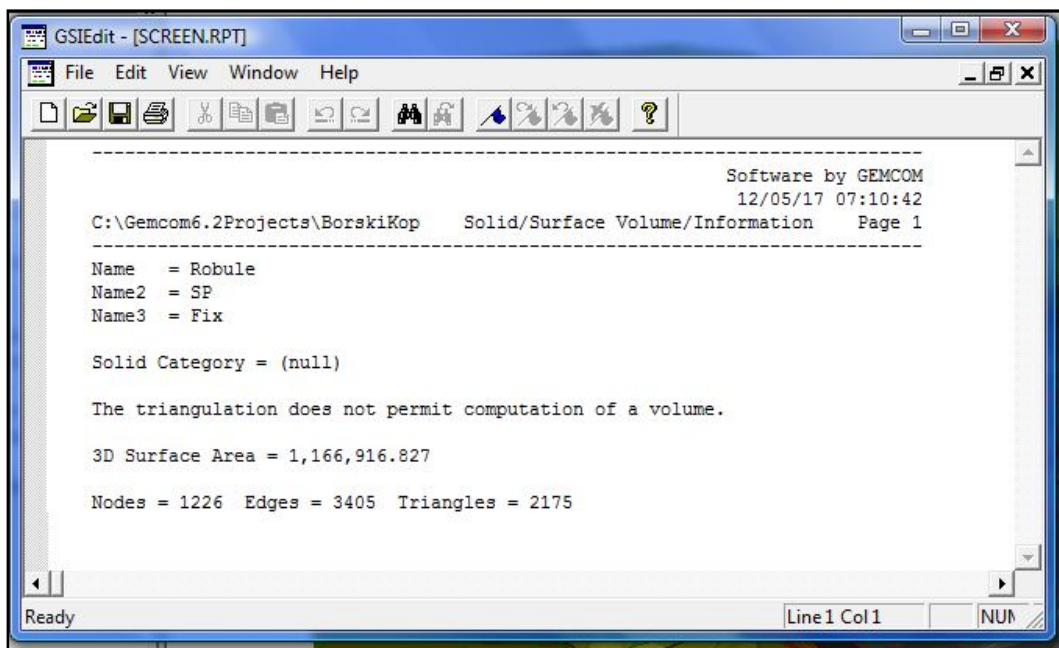 GSIEdit - [SCREEN.RPT]
File Edit View Window Help
--------------------------------------------------------------------------------
Software by GEMCOM
12/05/17 07:10:42
C:\Gemcom6.2Projects\BorskiKop Solid/Surface Volume/Information Page 1
--------------------------------------------------------------------------------
Name = Robule
Name2 = SP
Name3 = Fix
Solid Category = (null)
The triangulation does not permit computation of a volume.
3D Surface Area = 1,166,916.827
Nodes = 1226 Edges = 3405 Triangles = 2175
Ready Line 1 Col 1